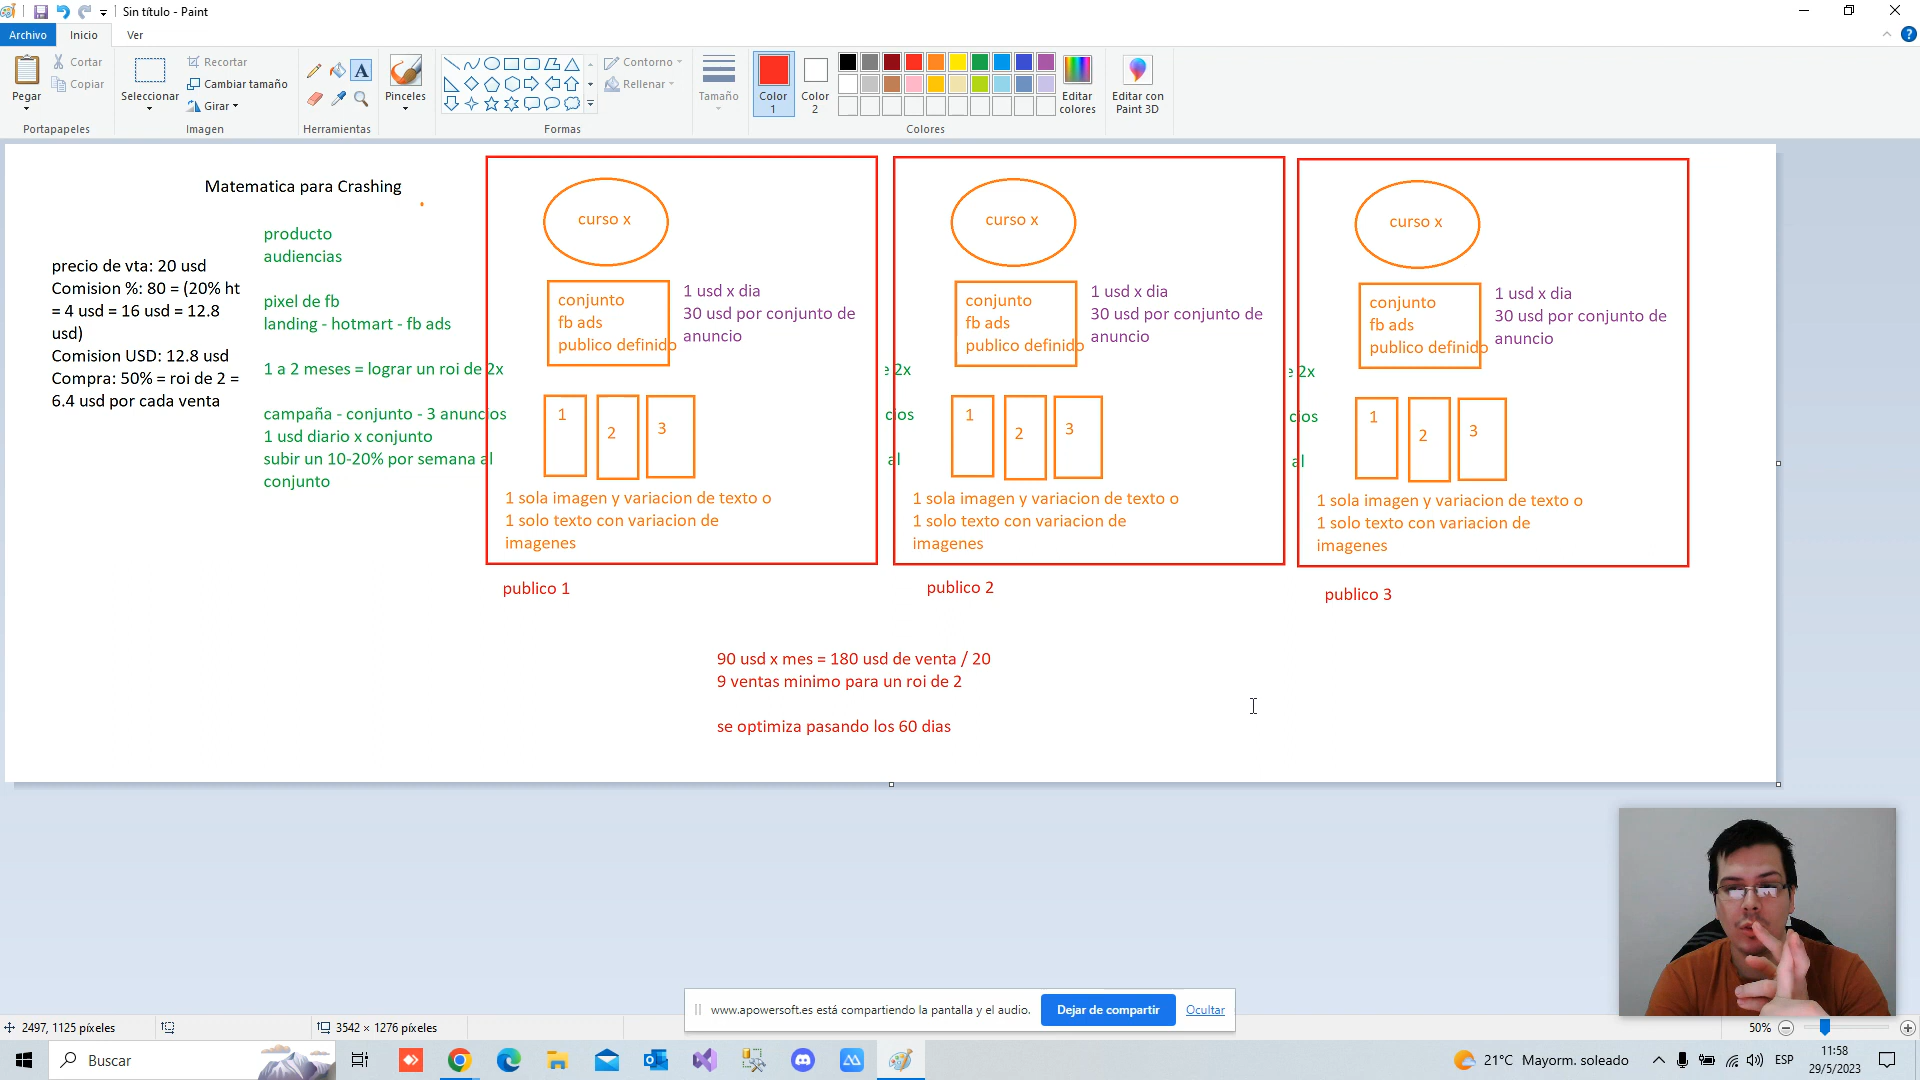 Sin título - Paint
Archivo
Inicio
Ver
Pegar
Cortar
Copiar
Portapapeles
Seleccionar
Recortar
Cambiar tamaño
Girar
Imagen
A
Herramientas
Pinceles
Contorno
Rellenar
Formas
Tamaño
Color 1
Color 2
Editar colores
Colores
Editar con Paint 3D
Matematica para Crashing
precio de vta: 20 usd
Comision %: 80 = (20% ht
= 4 usd = 16 usd = 12.8
usd)
Comision USD: 12.8 usd
Compra: 50% = roi de 2 =
6.4 usd por cada venta
producto
audiencias
pixel de fb
landing - hotmart - fb ads
1 a 2 meses = lograr un roi de 2x
campaña - conjunto - 3 anuncios
1 usd diario x conjunto
subir un 10-20% por semana al
conjunto
curso x
conjunto
fb ads
publico definido
1 usd x dia
30 usd por conjunto de
anuncio
1
2
3
1 sola imagen y variacion de texto o
1 solo texto con variacion de
imagenes
publico 1
e 2x
cios
al
curso x
conjunto
fb ads
publico definido
1 usd x dia
30 usd por conjunto de
anuncio
1
2
3
1 sola imagen y variacion de texto o
1 solo texto con variacion de
imagenes
publico 2
e 2x
cios
al
curso x
conjunto
fb ads
publico definido
1 usd x dia
30 usd por conjunto de
anuncio
1
2
3
1 sola imagen y variacion de texto o
1 solo texto con variacion de
imagenes
publico 3
90 usd x mes = 180 usd de venta / 20
9 ventas minimo para un roi de 2
se optimiza pasando los 60 dias
www.apowersoft.es está compartiendo la pantalla y el audio.
Dejar de compartir
Ocultar
2497, 1125 píxeles
3542 × 1276 píxeles
50%
Buscar
21°C Mayorm. soleado
ESP
11:58
29/5/2023